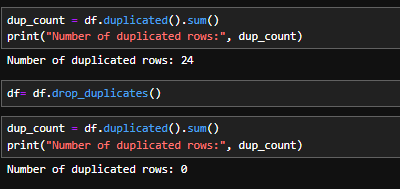 dup_count = df.duplicated().sum()
print("Number of duplicated rows:", dup_count)
Number of duplicated rows: 24
df= df.drop_duplicates()
dup_count = df.duplicated().sum()
print("Number of duplicated rows:", dup_count)
Number of duplicated rows: 0